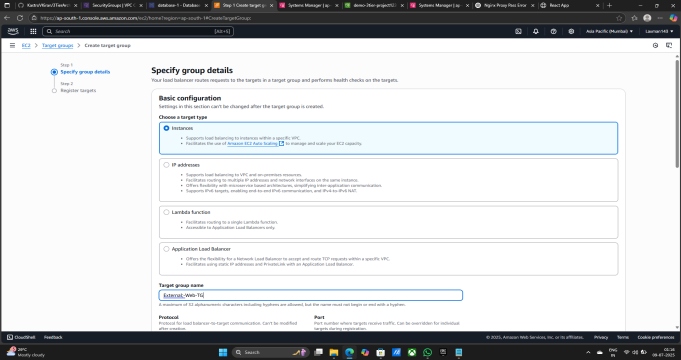 KastroVKiran/3TierArc
SecurityGroups | VPC C
database-1 - Database
Step 1 Create target gr
Systems Manager | ap-s
Systems Manager | ap-s
Nginx Proxy Pass Error
React App
https://ap-south-1.console.aws.amazon.com/ec2/home?region=ap-south-1#CreateTargetGroup:
aws
Search
[Alt+S]
Asia Pacific (Mumbai)
EC2 > Target groups > Create target group
Step 1
Specify group details
Step 2
Register targets
Specify group details
Your load balancer routes requests to the targets in a target group and performs health checks on the targets.
Basic configuration
Settings in this section can't be changed after the target group is created.
Choose a target type
Instances
• Supports load balancing to instances within a specific VPC.
• Facilitates the use of Amazon EC2 Auto Scaling to manage and scale your EC2 capacity.
IP addresses
• Supports load balancing to VPC and on-premises resources.
• Facilitates routing to multiple IP addresses and network interfaces on the same instance.
• Offers flexibility with microservice based architectures, simplifying inter-application communication.
• Supports IPv6 targets, enabling end-to-end IPv6 communication, and IPv4-to-IPv6 NAT.
Lambda function
• Facilitates routing to a single Lambda function.
• Accessible to Application Load Balancers only.
Application Load Balancer
• Offers the flexibility for a Network Load Balancer to accept and route TCP requests within a specific VPC.
• Facilitates using static IP addresses and PrivateLink with an Application Load Balancer.
Target group name
External-Web-TG
A maximum of 32 alphanumeric characters including hyphens are allowed, but the name must not begin or end with a hyphen.
Protocol
Protocol for load balancer-to-target communication. Can't be modified
after creation.
Port
Port number where targets receive traffic. Can be overridden for individual
targets during registration.
CloudShell
Feedback
© 2025, Amazon Web Services, Inc. or its affiliates.
Privacy
Terms
Cookie preferences
29°C
Mostly cloudy
Search
ENG
IN
01:16
09-07-2025